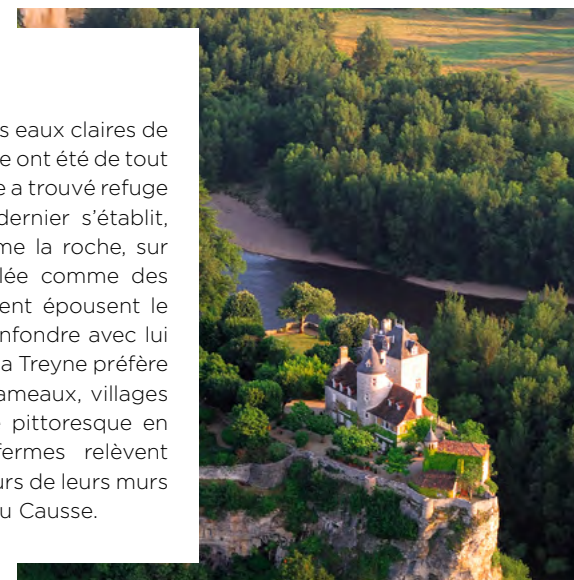 s eaux claires de
e ont été de tout
e a trouvé refuge
dernier s’établit,
me la roche, sur
lée comme des
ent épousent le
nfondre avec lui
a Treyne préfère
ameaux, villages
pittoresque en
fermes relèvent
urs de leurs murs
u Causse.